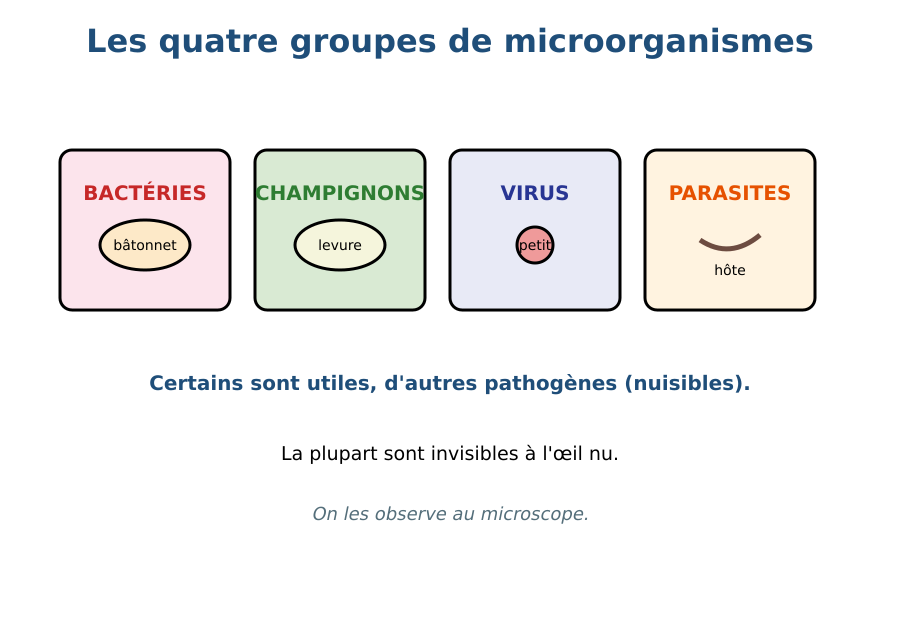 Les quatre groupes de microorganismes
BACTÉRIES
bâtonnet
CHAMPIGNONS
levure
VIRUS
petit
PARASITES
hôte
Certains sont utiles, d'autres pathogènes (nuisibles).
La plupart sont invisibles à l'œil nu.
On les observe au microscope.